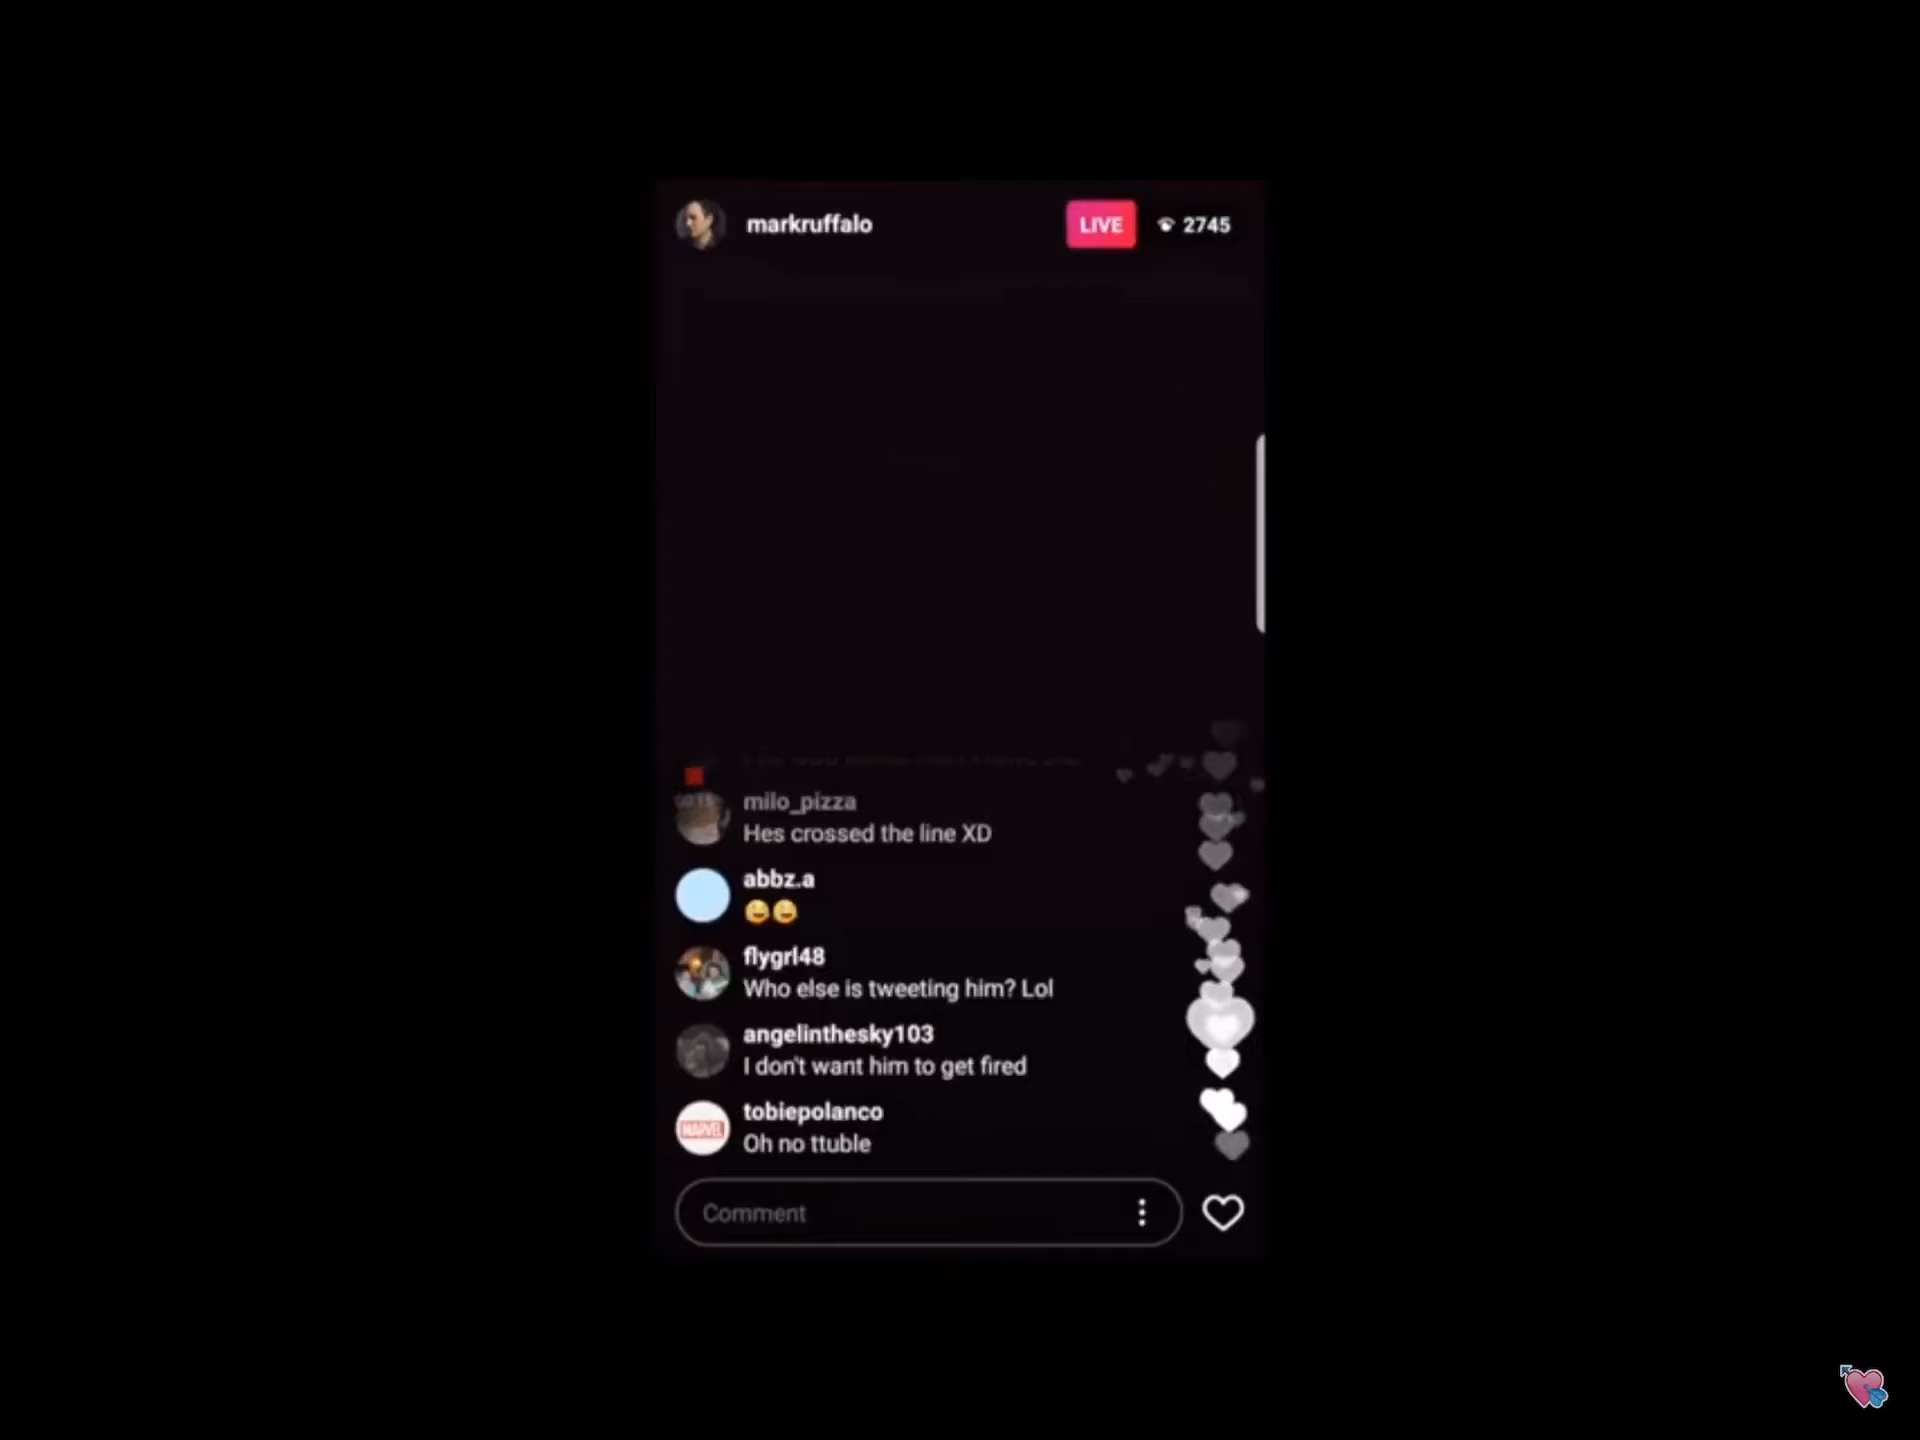 markruffalo
LIVE
2745
milo_pizza
Hes crossed the line XD
abbz.a
😄😄
flygrl48
Who else is tweeting him? Lol
angelinthesky103
I don't want him to get fired
tobiepolanco
MARVEL
Oh no ttuble
Comment